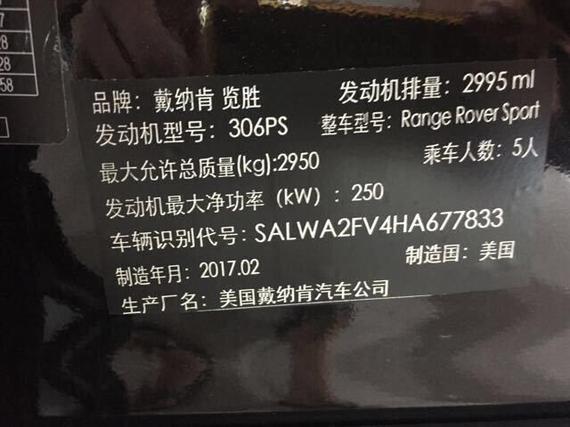 28
27
58
品牌：戴纳肯 览胜 发动机排量：2995 ml
发动机型号：306PS 整车型号：Range Rover Sport
最大允许总质量(kg):2950 乘车人数：5人
发动机最大净功率（kw）：250
车辆识别代号：SALWA2FV4HA677833
制造年月：2017.02 制造国：美国
生产厂名：美国戴纳肯汽车公司